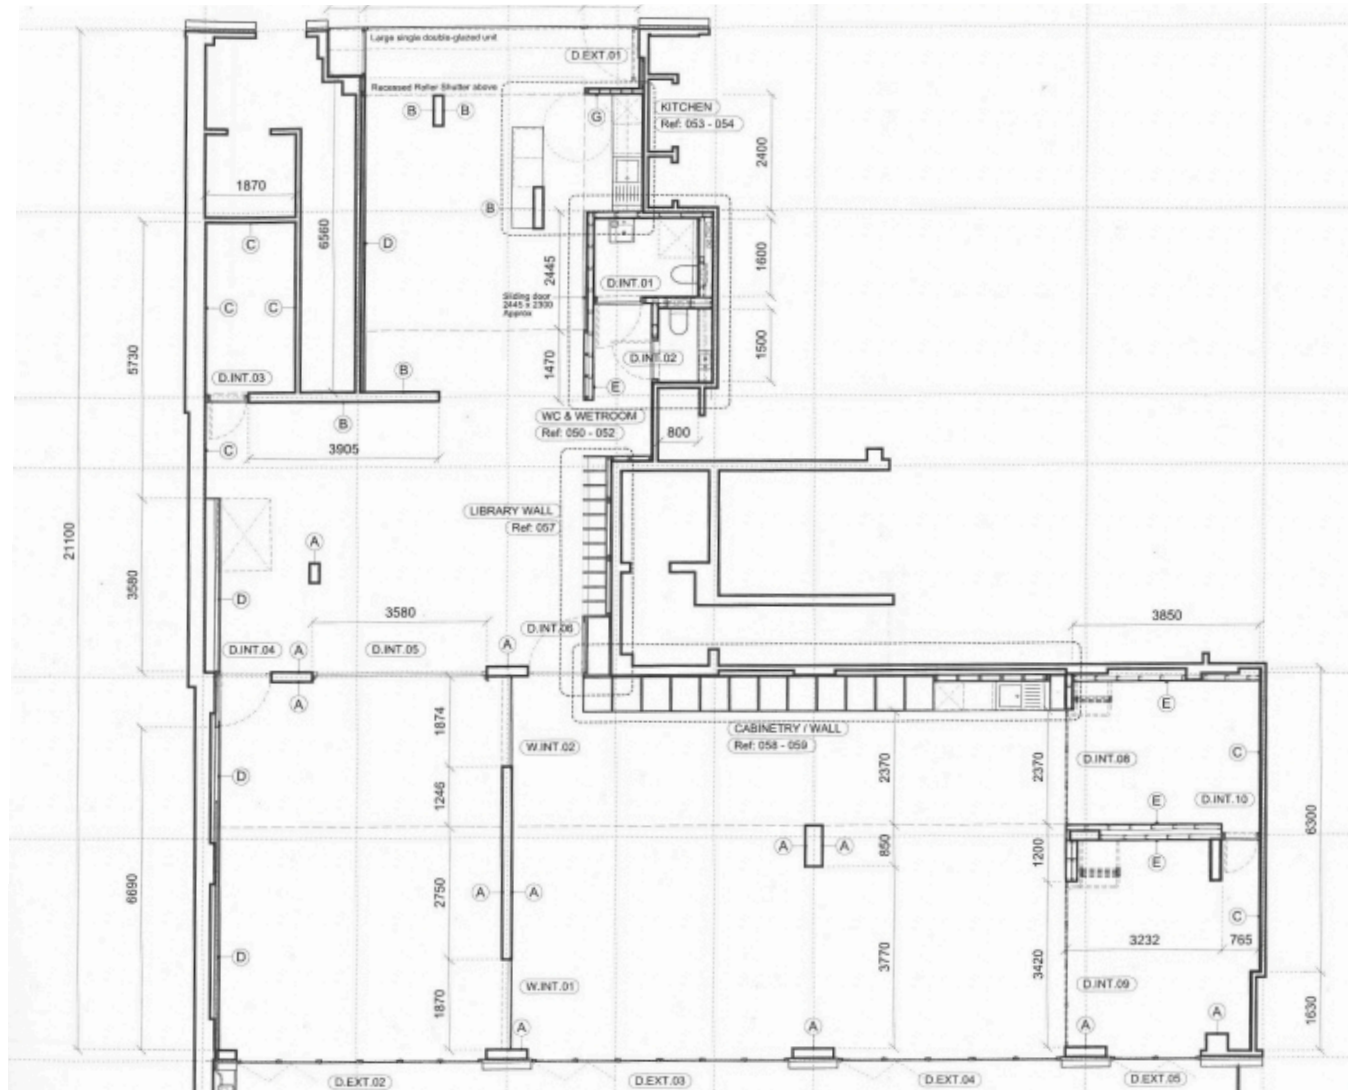 Large single double-glazed unit
D.EXT.01
Recessed Roller Shutter above
B
B
G
KITCHEN
Ref: 053 - 054
2400
1870
B
C
D
6560
2445
1600
D.INT.01
Sliding door
2445 x 2300
Approx
C
C
5730
1470
1500
D.INT.02
D.INT.03
B
E
B
WC & WETROOM
Ref: 050 - 052
800
C
3905
LIBRARY WALL
Ref: 057
21100
A
3580
D
3580
D.INT.06
3850
D.INT.04
A
D.INT.05
A
A
E
1874
W.INT.02
CABINETRY / WALL
Ref: 058 - 059
2370
2370
D.INT.08
C
D
1246
E
D.INT.10
6300
A
A
850
1200
E
6690
2750
A
A
C
D
3232
765
3770
3420
W.INT.01
D.INT.09
1870
1630
A
A
A
A
D.EXT.02
D.EXT.03
D.EXT.04
D.EXT.05